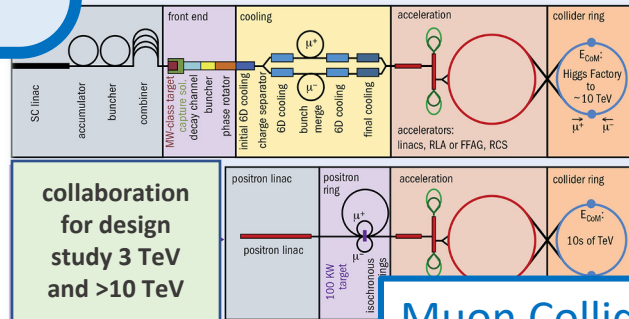 front end
cooling
acceleration
collider ring
SC linac
accumulator
buncher
combiner
MW-class target
capture sol.
decay channel
buncher
phase rotator
initial 6D cooling
charge separator
6D cooling
bunch
merge
6D cooling
final cooling
μ+
μ−
accelerators:
linacs, RLA or FFAG, RCS
ECoM:
Higgs Factory
to
~10 TeV
μ+ μ−
collaboration
for design
study 3 TeV
and >10 TeV
positron linac
positron
ring
acceleration
collider ring
positron linac
μ+
μ−
100 KW
target
isochronous
ECoM:
10s of TeV
Muon Collid